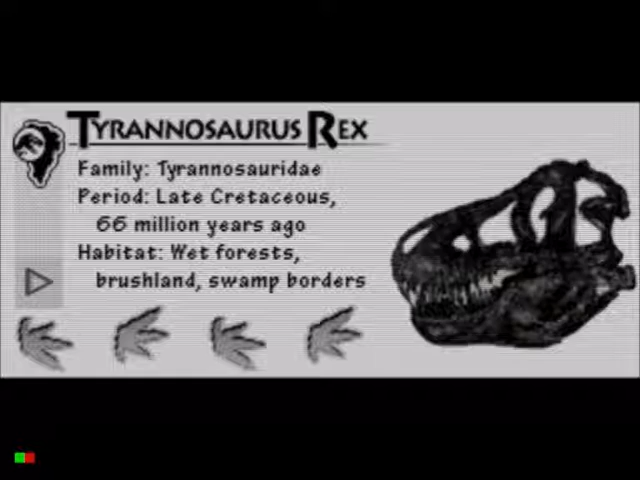 Tyrannosaurus Rex
Family: Tyrannosauridae
Period: Late Cretaceous,
66 million years ago
Habitat: Wet forests,
brushland, swamp borders